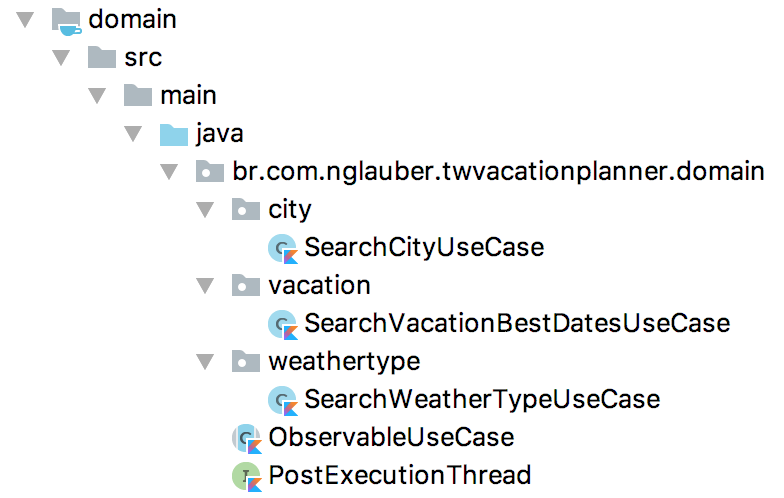 domain
src
main
java
br.com.nglauber.twvacationplanner.domain
city
C SearchCityUseCase
vacation
C SearchVacationBestDatesUseCase
weathertype
C SearchWeatherTypeUseCase
C ObservableUseCase
I PostExecutionThread